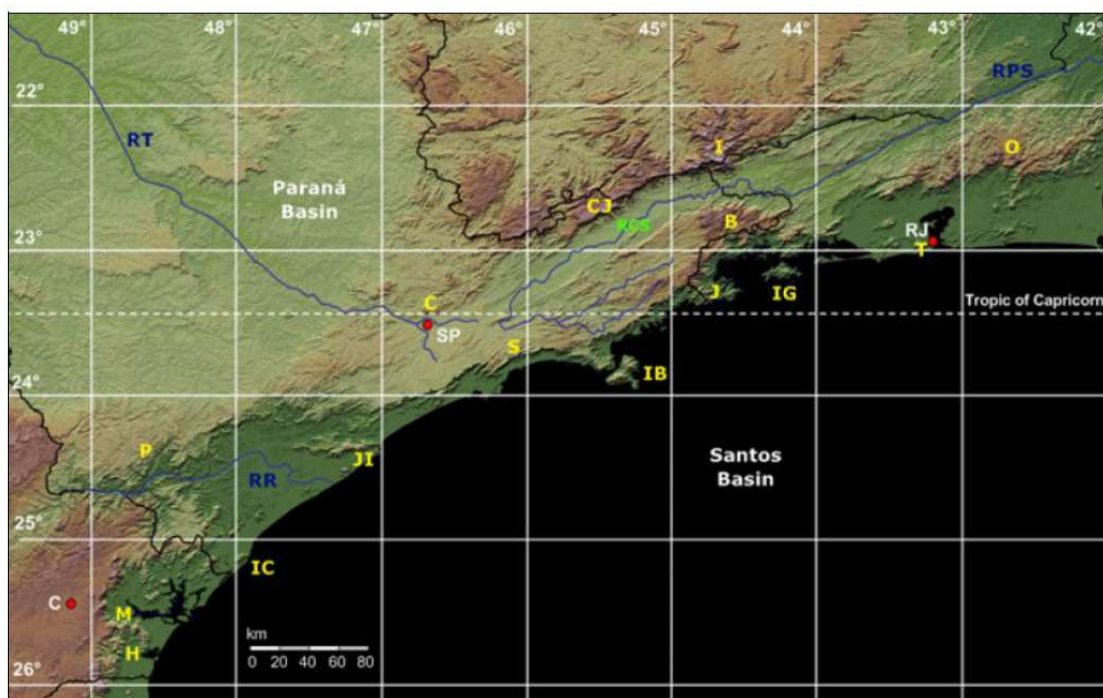 49° 48° 47° 46° 45° 44° 43° 42°
RPS
22°
RT
I
O
Paraná
Basin
CJ
RCS
B
RJ
T
23°
J
IG
Tropic of Capricorn
C
SP
S
IB
24°
P
JI
Santos
Basin
RR
25°
IC
C
M
km
0 20 40 60 80
H
26°